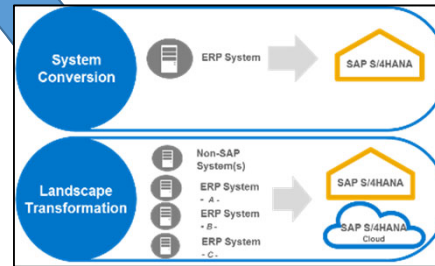 System
Conversion
ERP System
SAP S/4HANA
Landscape
Transformation
Non-SAP
System(s)
ERP System
- A -
ERP System
- B -
ERP System
- C -
SAP S/4HANA
SAP S/4HANA
Cloud